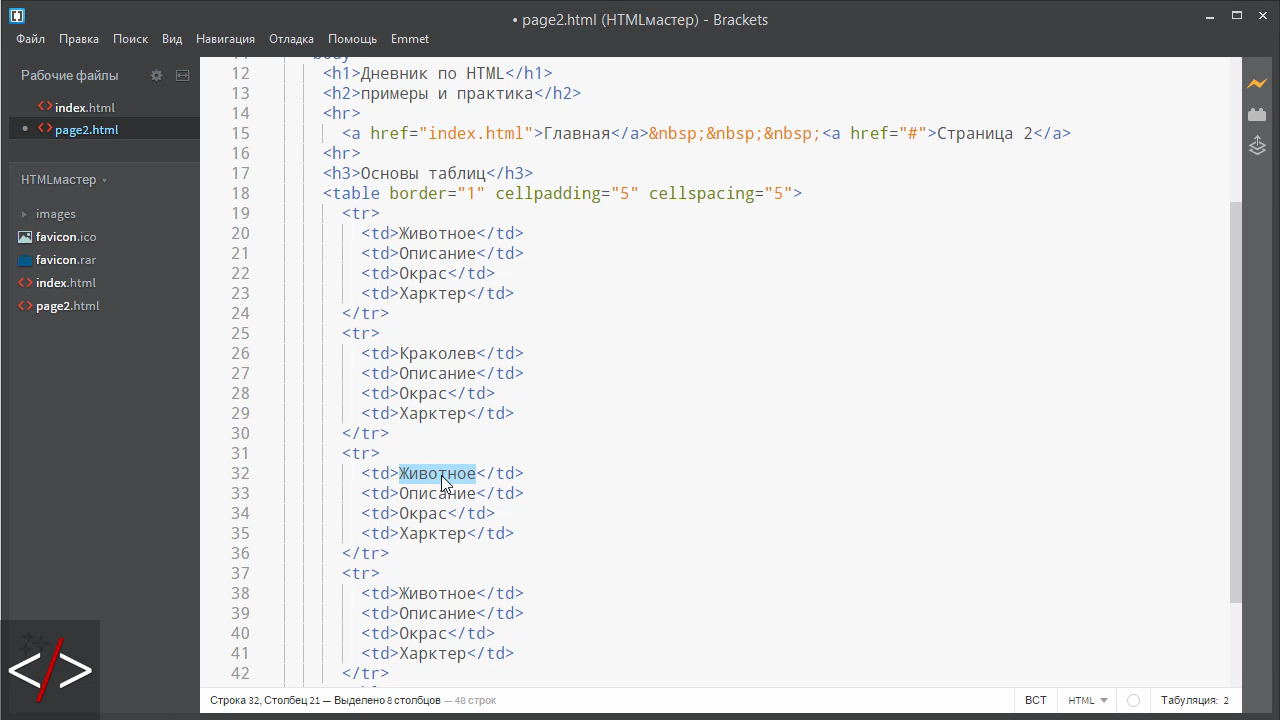 • page2.html (HTMLмастер) - Brackets
Файл Правка Поиск Вид Навигация Отладка Помощь Emmet
Рабочие файлы
index.html
• page2.html
HTMLмастер
images
favicon.ico
favicon.rar
index.html
page2.html
12 <h1>Дневник по HTML</h1>
13 <h2>примеры и практика</h2>
14 <hr>
15 <a href="index.html">Главная</a>&nbsp;&nbsp;&nbsp;<a href="#">Страница 2</a>
16 <hr>
17 <h3>Основы таблиц</h3>
18 <table border="1" cellpadding="5" cellspacing="5">
19 <tr>
20 <td>Животное</td>
21 <td>Описание</td>
22 <td>Окрас</td>
23 <td>Харктер</td>
24 </tr>
25 <tr>
26 <td>Краколев</td>
27 <td>Описание</td>
28 <td>Окрас</td>
29 <td>Харктер</td>
30 </tr>
31 <tr>
32 <td>Животное</td>
33 <td>Описание</td>
34 <td>Окрас</td>
35 <td>Харктер</td>
36 </tr>
37 <tr>
38 <td>Животное</td>
39 <td>Описание</td>
40 <td>Окрас</td>
41 <td>Харктер</td>
42 </tr>
</>
Строка 32, Столбец 21 — Выделено 8 столбцов — 48 строк ВСТ HTML Табуляция: 2